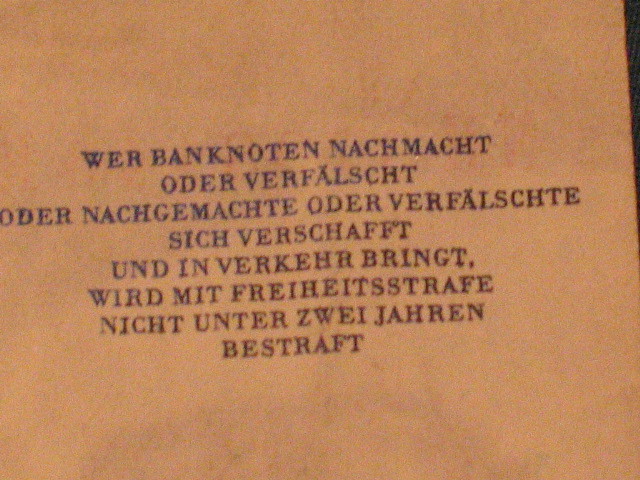 WER BANKNOTEN NACHMACHT
ODER VERFÄLSCHT
ODER NACHGEMACHTE ODER VERFÄLSCHTE
SICH VERSCHAFFT
UND IN VERKEHR BRINGT,
WIRD MIT FREIHEITSSTRAFE
NICHT UNTER ZWEI JAHREN
BESTRAFT